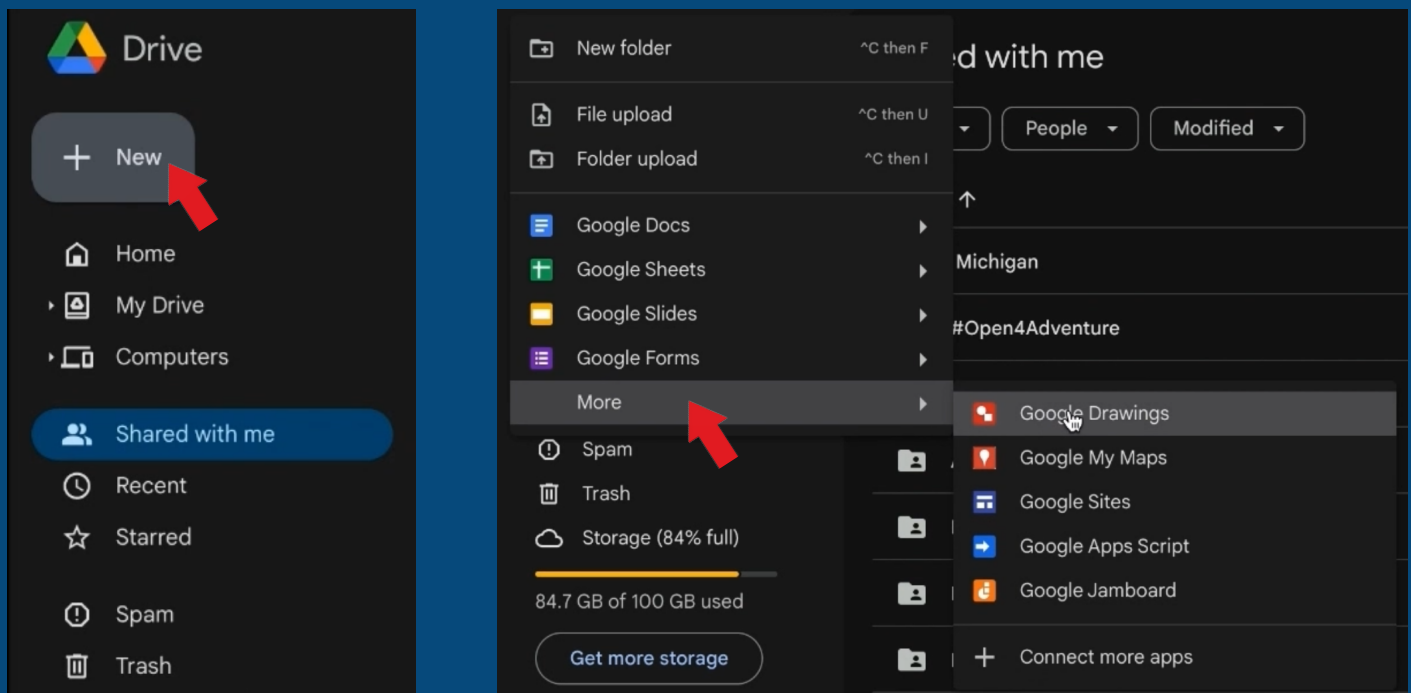 Drive
New
Home
My Drive
Computers
Shared with me
Recent
Starred
Spam
Trash
New folder ^C then F
File upload ^C then U
Folder upload ^C then I
Google Docs
Google Sheets
Google Slides
Google Forms
More
Spam
Trash
Storage (84% full)
84.7 GB of 100 GB used
Get more storage
with me
People Modified
Michigan
#Open4Adventure
Google Drawings
Google My Maps
Google Sites
Google Apps Script
Google Jamboard
Connect more apps